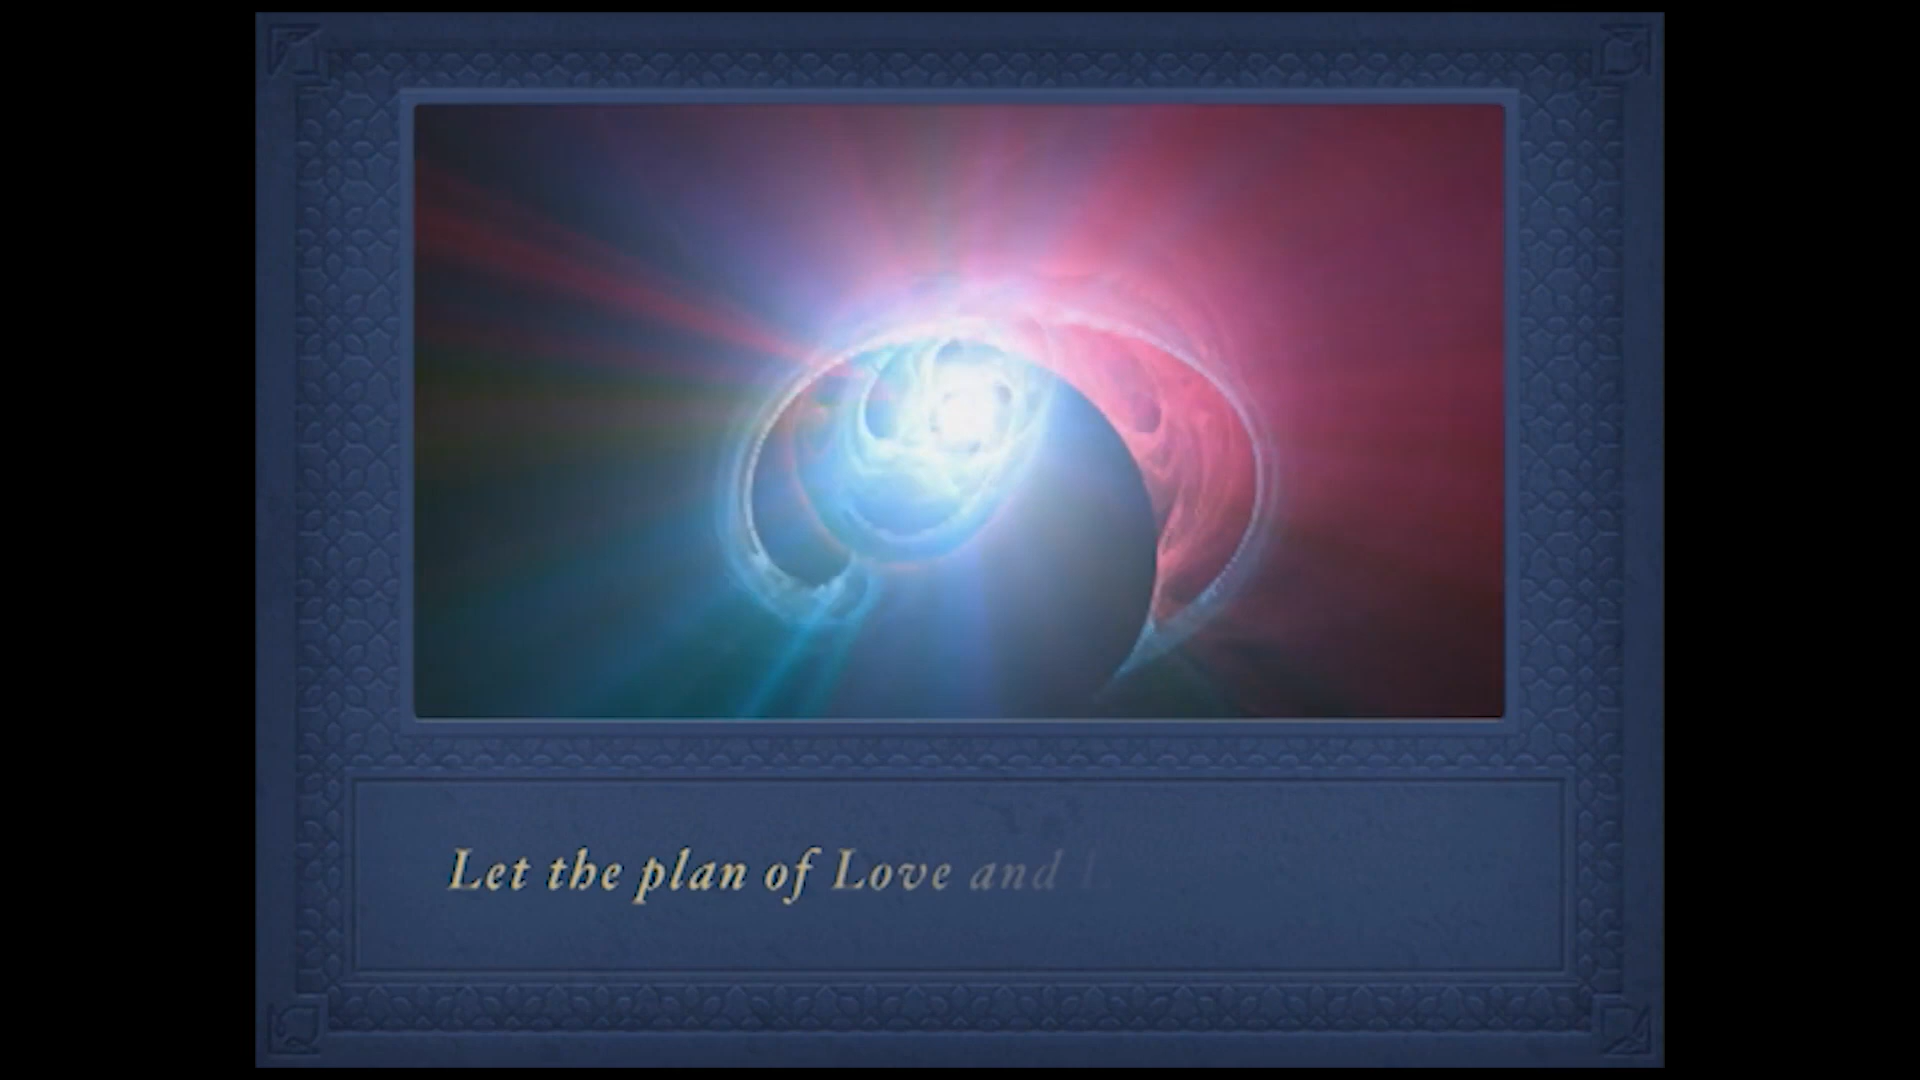 Let the plan of Love and